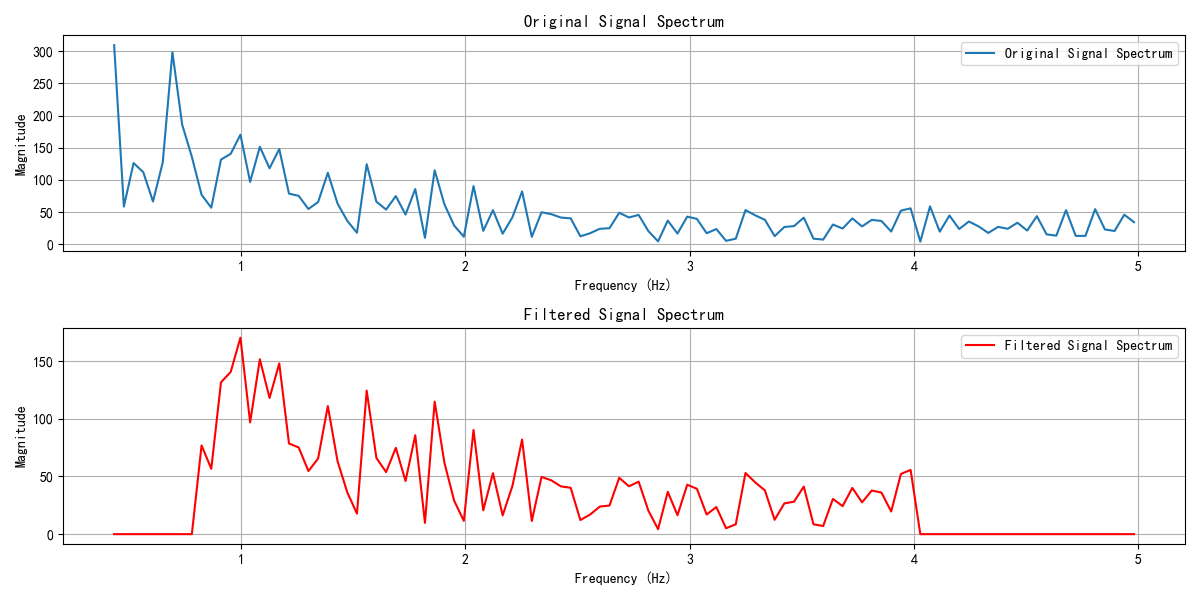 Original Signal Spectrum
300
250
200
150
100
50
0
Magnitude
Original Signal Spectrum
1
2
3
4
5
Frequency (Hz)
Filtered Signal Spectrum
150
100
50
0
Magnitude
Filtered Signal Spectrum
1
2
3
4
5
Frequency (Hz)